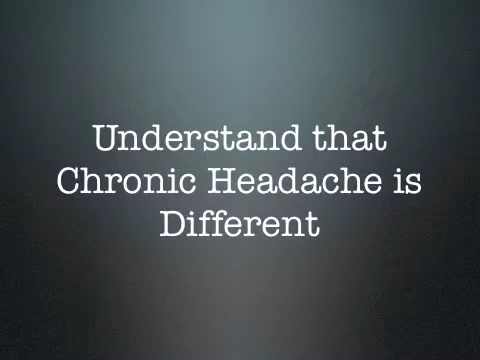 Understand that
Chronic Headache is
Different